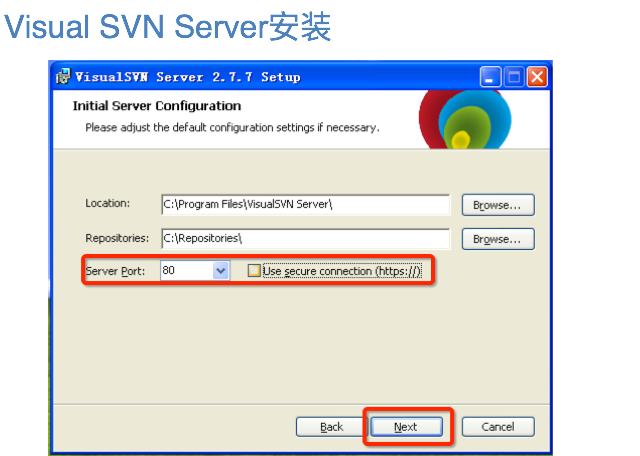 Visual SVN Server安装
VisualSVN Server 2.7.7 Setup
Initial Server Configuration
Please adjust the default configuration settings if necessary.
Location: C:\Program Files\VisualSVN Server\ Browse...
Repositories: C:\Repositories\ Browse...
Server Port: 80 Use secure connection (https://)
Back Next Cancel